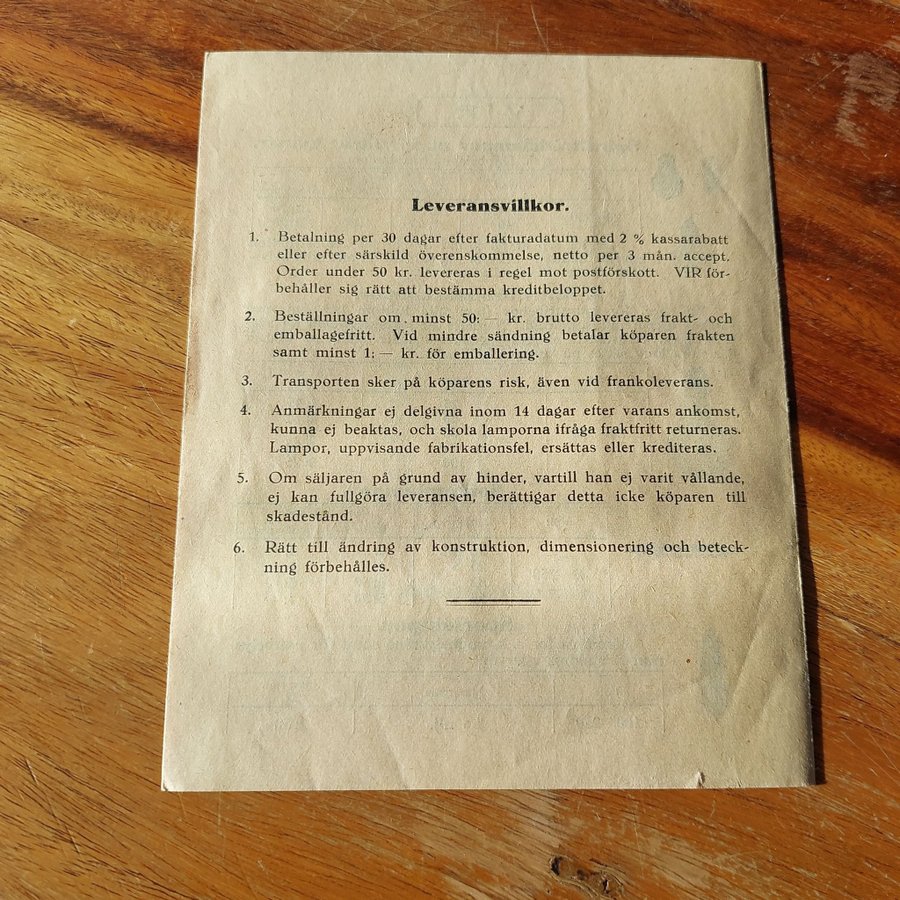 Leveransvillkor.
1. Betalning per 30 dagar efter fakturadatum med 2 % kassarabatt
eller efter särskild överenskommelse, netto per 3 mån. accept.
Order under 50 kr. levereras i regel mot postförskott. VIR för-
behåller sig rätt att bestämma kreditbeloppet.
2. Beställningar om minst 50: — kr. brutto levereras frakt- och
emballagefritt. Vid mindre sändning betalar köparen frakten
samt minst 1: — kr. för emballering.
3. Transporten sker på köparens risk, även vid frankoleverans.
4. Anmärkningar ej delgivna inom 14 dagar efter varans ankomst,
kunna ej beaktas, och skola lamporna ifråga fraktfritt returneras.
Lampor, uppvisande fabrikationsfel, ersättas eller krediteras.
5. Om säljaren på grund av hinder, vartill han ej varit vållande,
ej kan fullgöra leveransen, berättigar detta icke köparen till
skadestånd.
6. Rätt till ändring av konstruktion, dimensionering och beteck-
ning förbehålles.